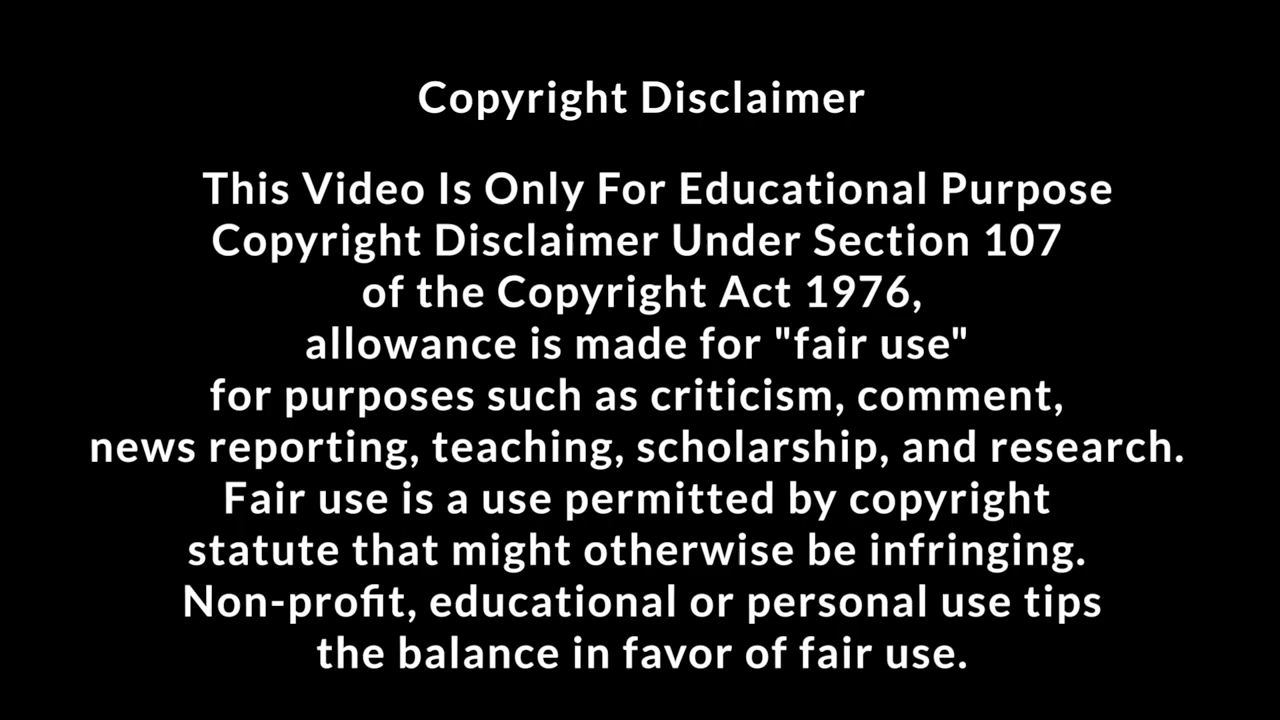 Copyright Disclaimer
This Video Is Only For Educational Purpose
Copyright Disclaimer Under Section 107
of the Copyright Act 1976,
allowance is made for "fair use"
for purposes such as criticism, comment,
news reporting, teaching, scholarship, and research.
Fair use is a use permitted by copyright
statute that might otherwise be infringing.
Non-profit, educational or personal use tips
the balance in favor of fair use.